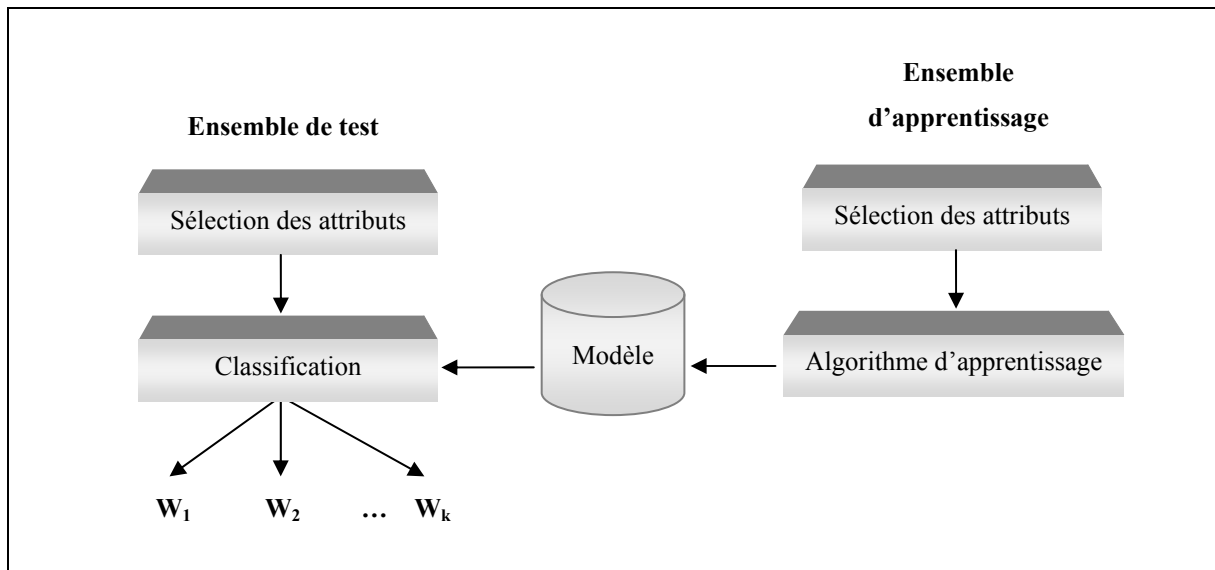 Ensemble
d’apprentissage
Ensemble de test
Sélection des attributs
Sélection des attributs
Classification
Modèle
Algorithme d’apprentissage
W1 W2 … Wk